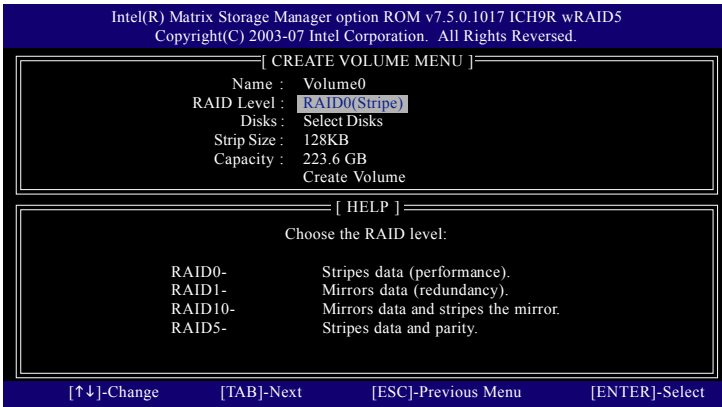 Intel(R) Matrix Storage Manager option ROM v7.5.0.1017 ICH9R wRAID5
Copyright(C) 2003-07 Intel Corporation. All Rights Reversed.
[ CREATE VOLUME MENU ]
Name : Volume0
RAID Level : RAID0(Stripe)
Disks : Select Disks
Strip Size : 128KB
Capacity : 223.6 GB
Create Volume
[ HELP ]
Choose the RAID level:
RAID0- Stripes data (performance).
RAID1- Mirrors data (redundancy).
RAID10- Mirrors data and stripes the mirror.
RAID5- Stripes data and parity.
[↑↓]-Change [TAB]-Next [ESC]-Previous Menu [ENTER]-Select